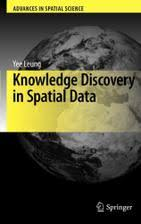 ADVANCES IN SPATIAL SCIENCE
Yee Leung
Knowledge Discovery
in Spatial Data
Springer